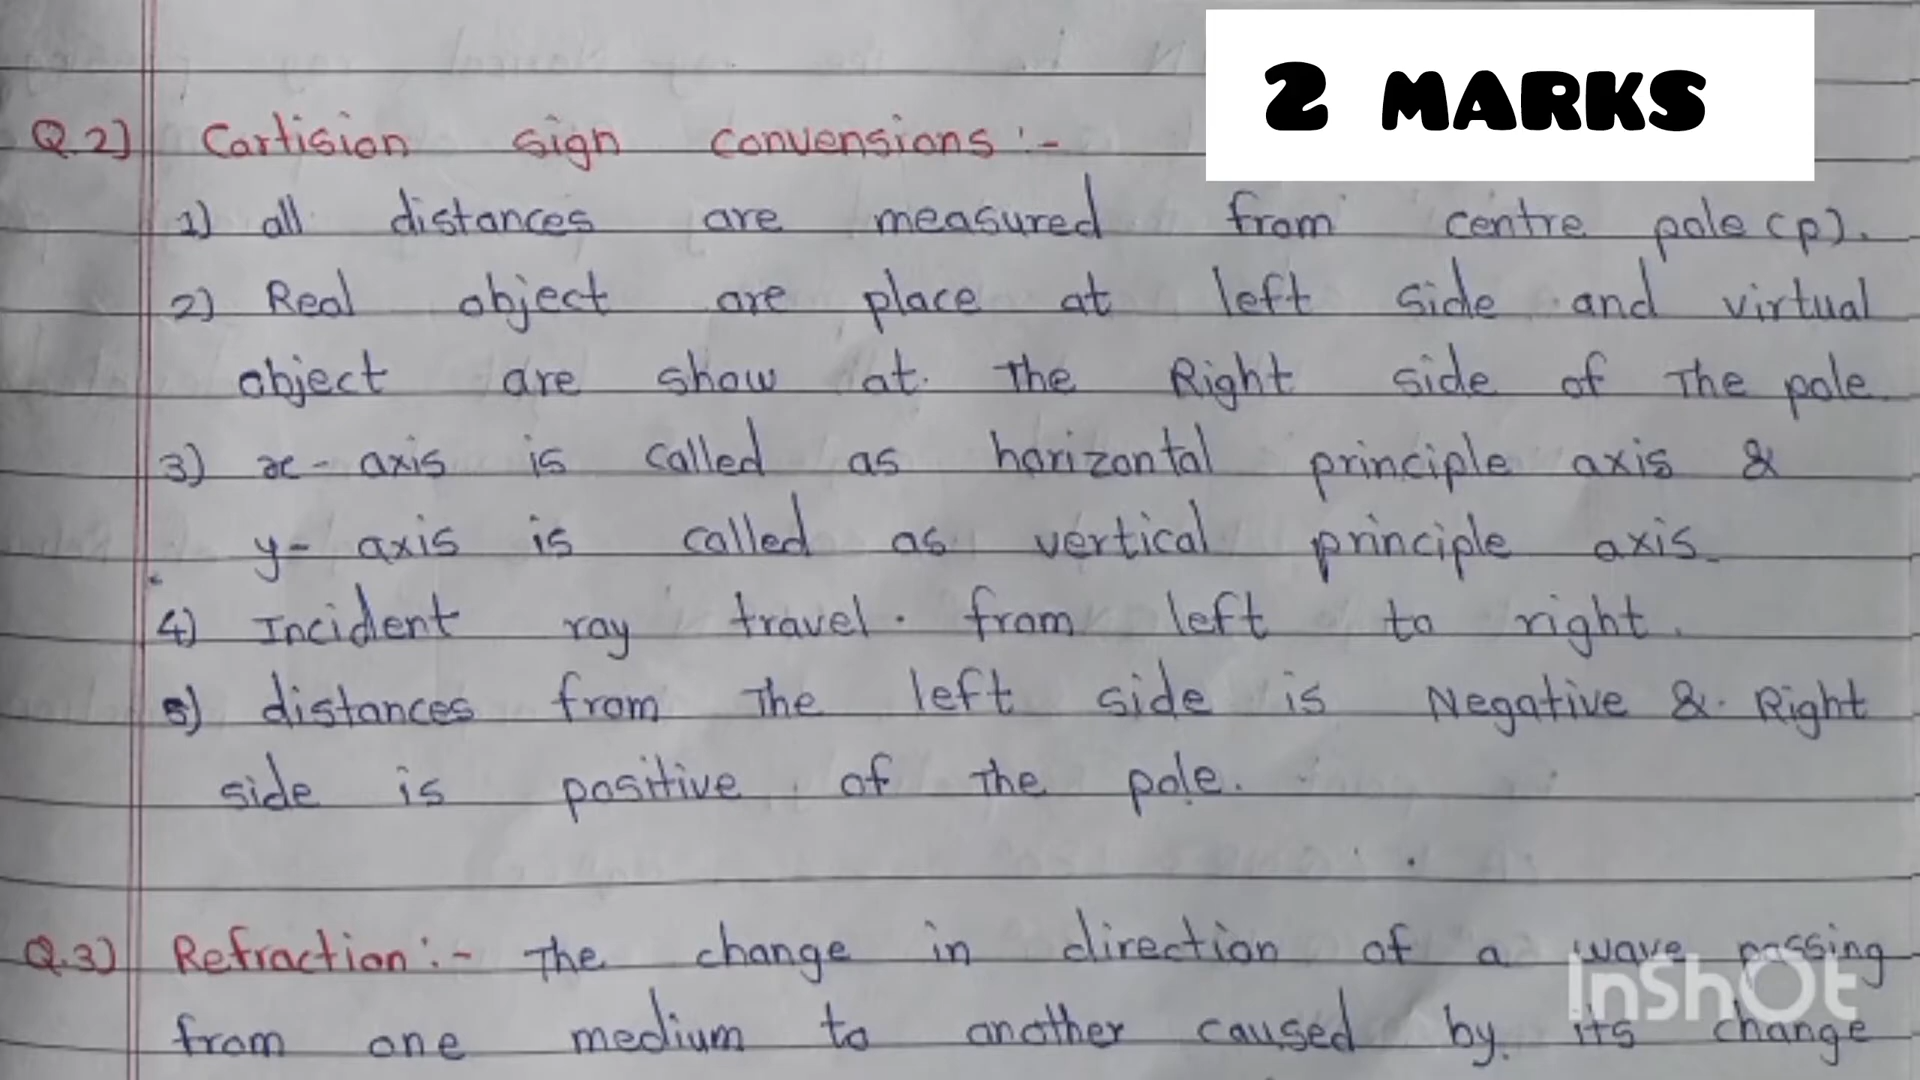 2 MARKS
Q.2) Cartision sign convensions :-
1) all distances are measured from centre pole (p).
2) Real object are place at left side and virtual
object are show at the Right side of the pole
3) x-axis is called as horizontal principle axis &
y-axis is called as vertical principle axis
4) Incident ray travel from left to right.
5) distances from the left side is Negative & Right
side is positive of the pole.
Q.3) Refraction :- The change in direction of a wave passing
from one medium to another caused by its change
InShOt